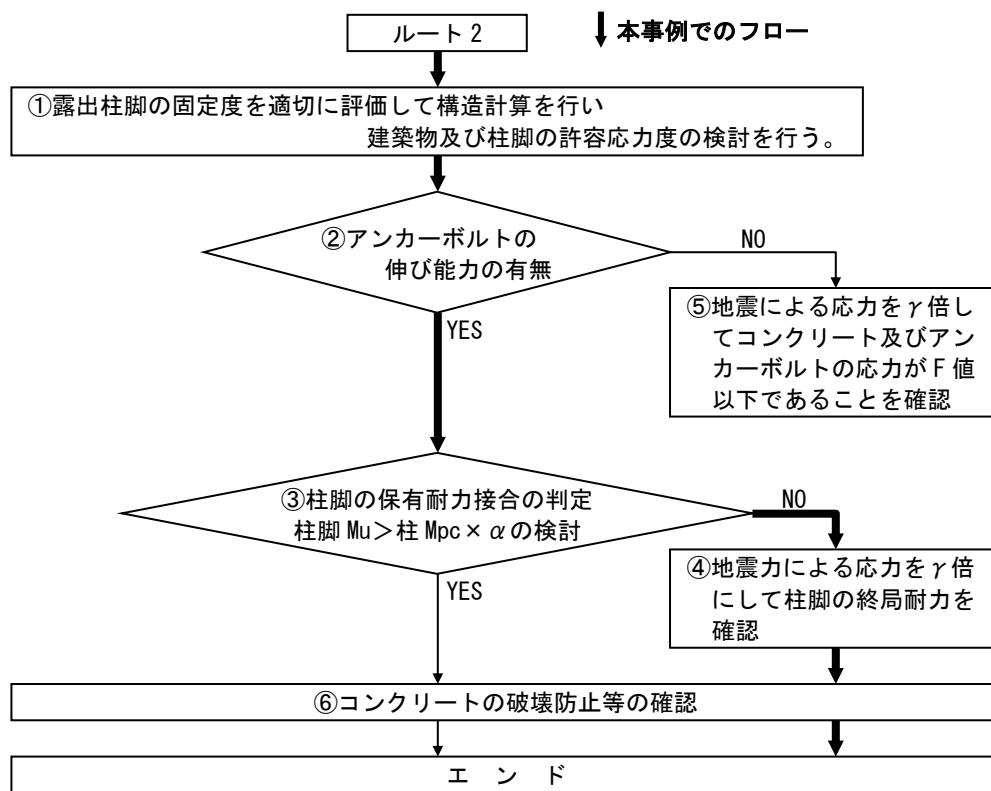 ルート2
本事例でのフロー
①露出柱脚の固定度を適切に評価して構造計算を行い
建築物及び柱脚の許容応力度の検討を行う。
②アンカーボルトの
伸び能力の有無
NO
YES
⑤地震による応力をγ倍し
てコンクリート及びアン
カーボルトの応力がF値
以下であることを確認
③柱脚の保有耐力接合の判定
柱脚Mu＞柱Mpc×αの検討
NO
YES
④地震力による応力をγ倍
にして柱脚の終局耐力を
確認
⑥コンクリートの破壊防止等の確認
エ ン ド